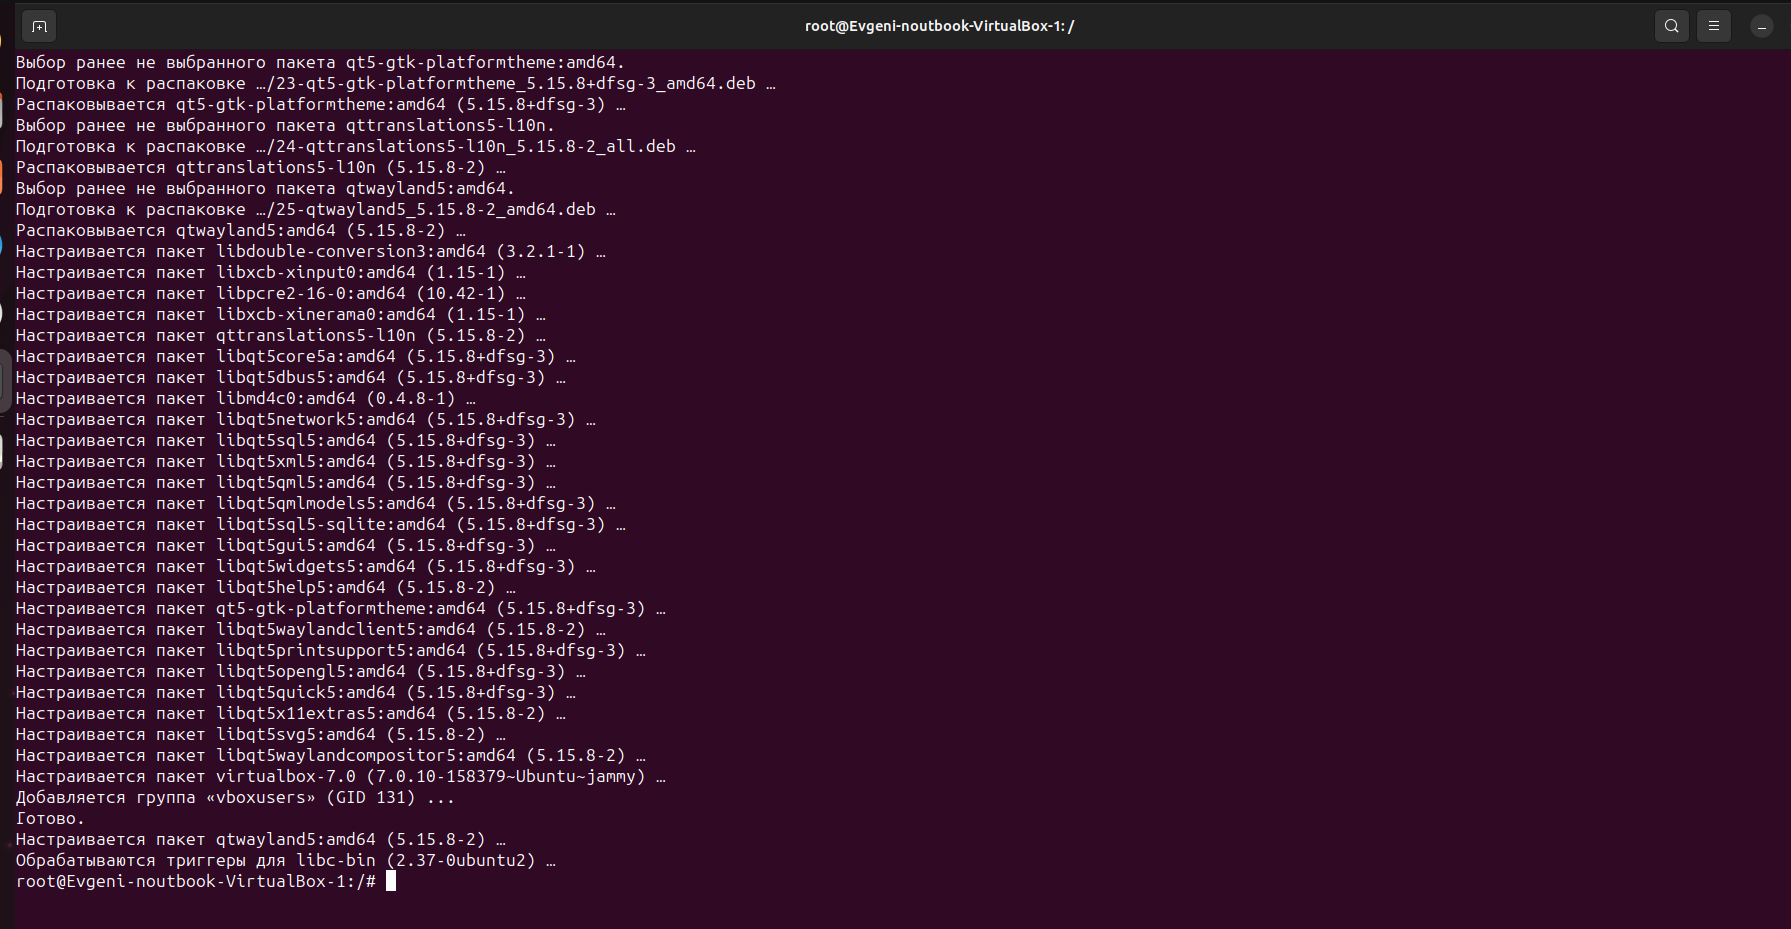 root@Evgeni-noutbook-VirtualBox-1: /
Выбор ранее не выбранного пакета qt5-gtk-platformtheme:amd64.
Подготовка к распаковке …/23-qt5-gtk-platformtheme_5.15.8+dfsg-3_amd64.deb …
Распаковывается qt5-gtk-platformtheme:amd64 (5.15.8+dfsg-3) …
Выбор ранее не выбранного пакета qttranslations5-l10n.
Подготовка к распаковке …/24-qttranslations5-l10n_5.15.8-2_all.deb …
Распаковывается qttranslations5-l10n (5.15.8-2) …
Выбор ранее не выбранного пакета qtwayland5:amd64.
Подготовка к распаковке …/25-qtwayland5_5.15.8-2_amd64.deb …
Распаковывается qtwayland5:amd64 (5.15.8-2) …
Настраивается пакет libdouble-conversion3:amd64 (3.2.1-1) …
Настраивается пакет libxcb-xinput0:amd64 (1.15-1) …
Настраивается пакет libpcre2-16-0:amd64 (10.42-1) …
Настраивается пакет libxcb-xinerama0:amd64 (1.15-1) …
Настраивается пакет qttranslations5-l10n (5.15.8-2) …
Настраивается пакет libqt5core5a:amd64 (5.15.8+dfsg-3) …
Настраивается пакет libqt5dbus5:amd64 (5.15.8+dfsg-3) …
Настраивается пакет libmd4c0:amd64 (0.4.8-1) …
Настраивается пакет libqt5network5:amd64 (5.15.8+dfsg-3) …
Настраивается пакет libqt5sql5:amd64 (5.15.8+dfsg-3) …
Настраивается пакет libqt5xml5:amd64 (5.15.8+dfsg-3) …
Настраивается пакет libqt5qml5:amd64 (5.15.8+dfsg-3) …
Настраивается пакет libqt5qmlmodels5:amd64 (5.15.8+dfsg-3) …
Настраивается пакет libqt5sql5-sqlite:amd64 (5.15.8+dfsg-3) …
Настраивается пакет libqt5gui5:amd64 (5.15.8+dfsg-3) …
Настраивается пакет libqt5widgets5:amd64 (5.15.8+dfsg-3) …
Настраивается пакет libqt5help5:amd64 (5.15.8-2) …
Настраивается пакет qt5-gtk-platformtheme:amd64 (5.15.8+dfsg-3) …
Настраивается пакет libqt5waylandclient5:amd64 (5.15.8-2) …
Настраивается пакет libqt5printsupport5:amd64 (5.15.8+dfsg-3) …
Настраивается пакет libqt5opengl5:amd64 (5.15.8+dfsg-3) …
Настраивается пакет libqt5quick5:amd64 (5.15.8+dfsg-3) …
Настраивается пакет libqt5x11extras5:amd64 (5.15.8-2) …
Настраивается пакет libqt5svg5:amd64 (5.15.8-2) …
Настраивается пакет libqt5waylandcompositor5:amd64 (5.15.8-2) …
Настраивается пакет virtualbox-7.0 (7.0.10-158379~Ubuntu~jammy) …
Добавляется группа «vboxusers» (GID 131) ...
Готово.
Настраивается пакет qtwayland5:amd64 (5.15.8-2) …
Обрабатываются триггеры для libc-bin (2.37-0ubuntu2) …
root@Evgeni-noutbook-VirtualBox-1:/#